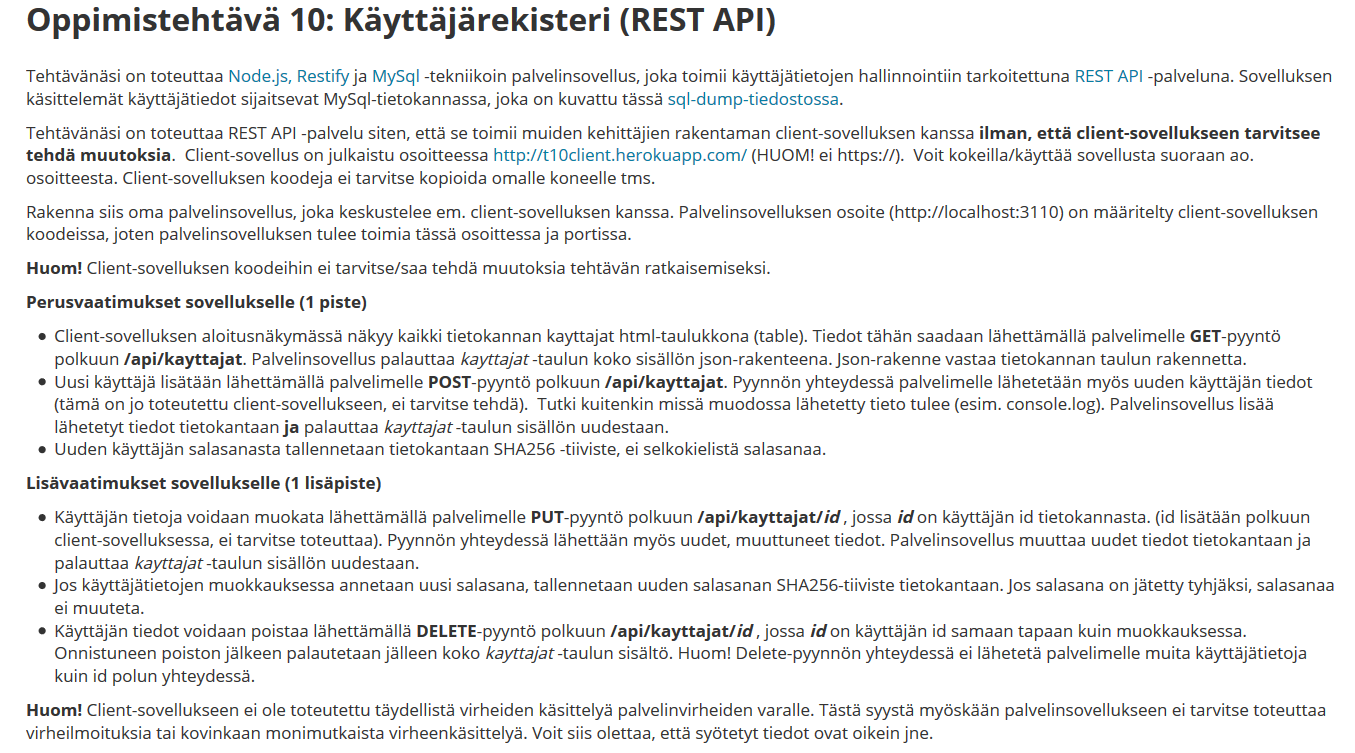 Oppimistehtävä 10: Käyttäjärekisteri (REST API)
Tehtävänäsi on toteuttaa Node.js, Restify ja MySql -tekniikoin palvelinsovellus, joka toimii käyttäjätietojen hallinnointiin tarkoitettuna REST API -palveluna. Sovelluksen
käsittelemät käyttäjätiedot sijaitsevat MySql-tietokannassa, joka on kuvattu tässä sql-dump-tiedostossa.
Tehtävänäsi on toteuttaa REST API -palvelu siten, että se toimii muiden kehittäjien rakentaman client-sovelluksen kanssa ilman, että client-sovellukseen tarvitsee
tehdä muutoksia.  Client-sovellus on julkaistu osoitteessa http://t10client.herokuapp.com/ (HUOM! ei https://).  Voit kokeilla/käyttää sovellusta suoraan ao.
osoitteesta. Client-sovelluksen koodeja ei tarvitse kopioida omalle koneelle tms.
Rakenna siis oma palvelinsovellus, joka keskustelee em. client-sovelluksen kanssa. Palvelinsovelluksen osoite (http://localhost:3110) on määritelty client-sovelluksen
koodeissa, joten palvelinsovelluksen tulee toimia tässä osoittessa ja portissa.
Huom! Client-sovelluksen koodeihin ei tarvitse/saa tehdä muutoksia tehtävän ratkaisemiseksi.
Perusvaatimukset sovellukselle (1 piste)
● Client-sovelluksen aloitusnäkymässä näkyy kaikki tietokannan kayttajat html-taulukkona (table). Tiedot tähän saadaan lähettämällä palvelimelle GET-pyyntö
polkuun /api/kayttajat. Palvelinsovellus palauttaa kayttajat -taulun koko sisällön json-rakenteena. Json-rakenne vastaa tietokannan taulun rakennetta.
● Uusi käyttäjä lisätään lähettämällä palvelimelle POST-pyyntö polkuun /api/kayttajat. Pyynnön yhteydessä palvelimelle lähetetään myös uuden käyttäjän tiedot
(tämä on jo toteutettu client-sovellukseen, ei tarvitse tehdä).  Tutki kuitenkin missä muodossa lähetetty tieto tulee (esim. console.log). Palvelinsovellus lisää
lähetetyt tiedot tietokantaan ja palauttaa kayttajat -taulun sisällön uudestaan.
● Uuden käyttäjän salasanasta tallennetaan tietokantaan SHA256 -tiiviste, ei selkokielistä salasanaa.
Lisävaatimukset sovellukselle (1 lisäpiste)
● Käyttäjän tietoja voidaan muokata lähettämällä palvelimelle PUT-pyyntö polkuun /api/kayttajat/id , jossa id on käyttäjän id tietokannasta. (id lisätään polkuun
client-sovelluksessa, ei tarvitse toteuttaa). Pyynnön yhteydessä lähettään myös uudet, muuttuneet tiedot. Palvelinsovellus muuttaa uudet tiedot tietokantaan ja
palauttaa kayttajat -taulun sisällön uudestaan.
● Jos käyttäjätietojen muokkauksessa annetaan uusi salasana, tallennetaan uuden salasanan SHA256-tiiviste tietokantaan. Jos salasana on jätetty tyhjäksi, salasanaa
ei muuteta.
● Käyttäjän tiedot voidaan poistaa lähettämällä DELETE-pyyntö polkuun /api/kayttajat/id , jossa id on käyttäjän id samaan tapaan kuin muokkauksessa.
Onnistuneen poiston jälkeen palautetaan jälleen koko kayttajat -taulun sisältö. Huom! Delete-pyynnön yhteydessä ei lähetetä palvelimelle muita käyttäjätietoja
kuin id polun yhteydessä.
Huom! Client-sovellukseen ei ole toteutettu täydellistä virheiden käsittelyä palvelinvirheiden varalle. Tästä syystä myöskään palvelinsovellukseen ei tarvitse toteuttaa
virheilmoituksia tai kovinkaan monimutkaista virheenkäsittelyä. Voit siis olettaa, että syötetyt tiedot ovat oikein jne.